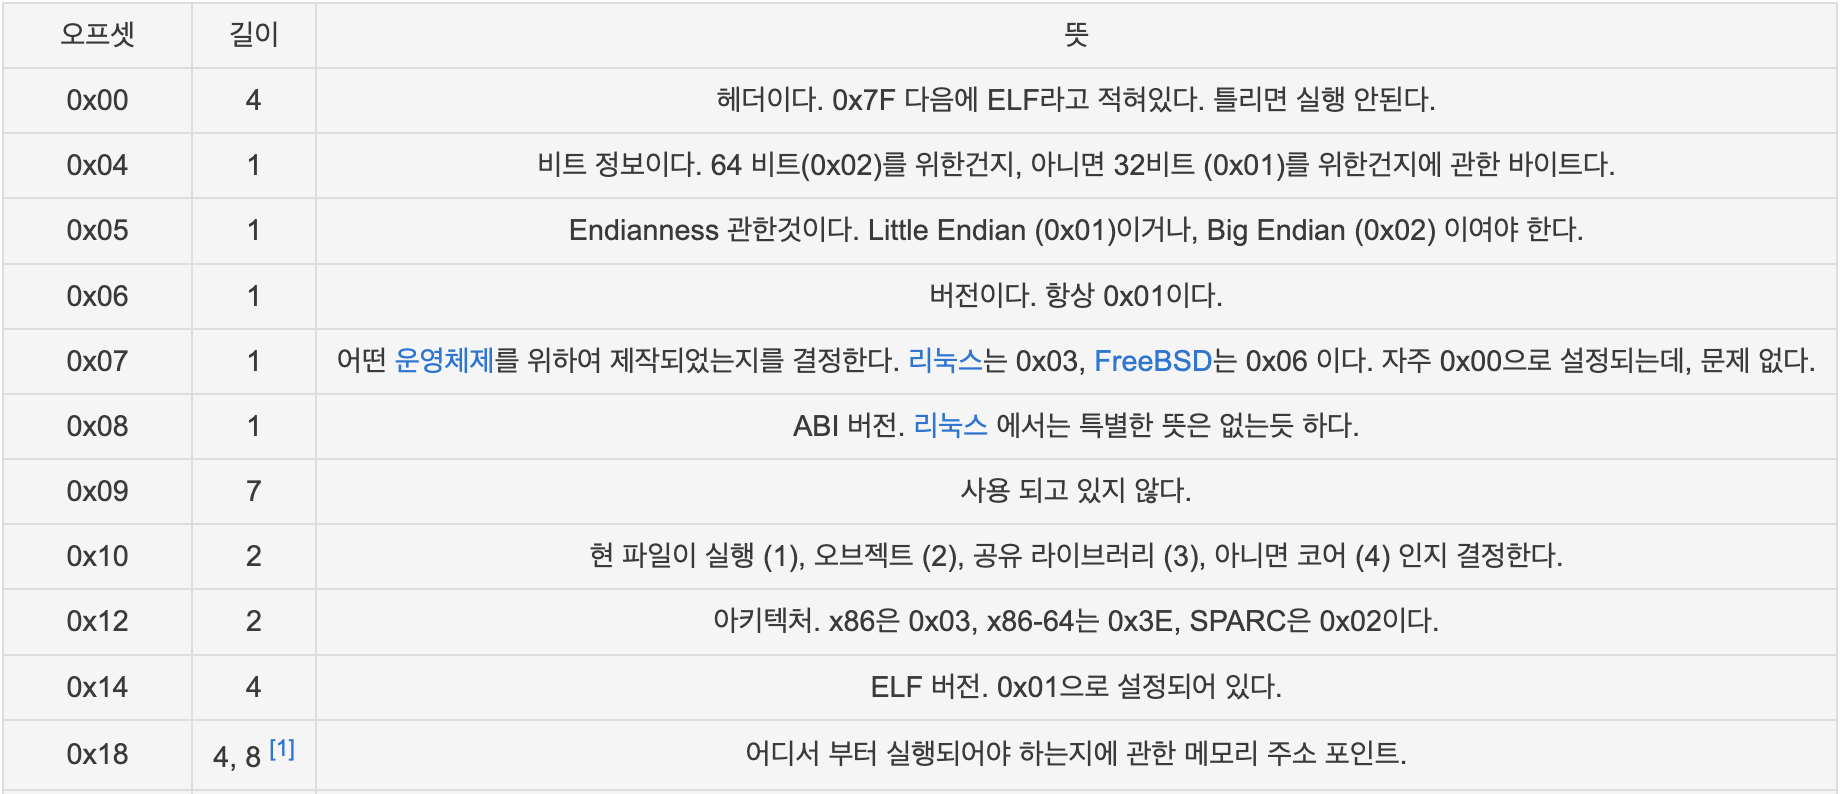 오프셋 길이 뜻
0x00 4 헤더이다. 0x7F 다음에 ELF라고 적혀있다. 틀리면 실행 안된다.
0x04 1 비트 정보이다. 64 비트(0x02)를 위한건지, 아니면 32비트 (0x01)를 위한건지에 관한 바이트다.
0x05 1 Endianness 관한것이다. Little Endian (0x01)이거나, Big Endian (0x02) 이여야 한다.
0x06 1 버전이다. 항상 0x01이다.
0x07 1 어떤 운영체제를 위하여 제작되었는지를 결정한다. 리눅스는 0x03, FreeBSD는 0x06 이다. 자주 0x00으로 설정되는데, 문제 없다.
0x08 1 ABI 버전. 리눅스 에서는 특별한 뜻은 없는듯 하다.
0x09 7 사용 되고 있지 않다.
0x10 2 현 파일이 실행 (1), 오브젝트 (2), 공유 라이브러리 (3), 아니면 코어 (4) 인지 결정한다.
0x12 2 아키텍처. x86은 0x03, x86-64는 0x3E, SPARC은 0x02이다.
0x14 4 ELF 버전. 0x01으로 설정되어 있다.
0x18 4, 8 [1] 어디서 부터 실행되어야 하는지에 관한 메모리 주소 포인트.